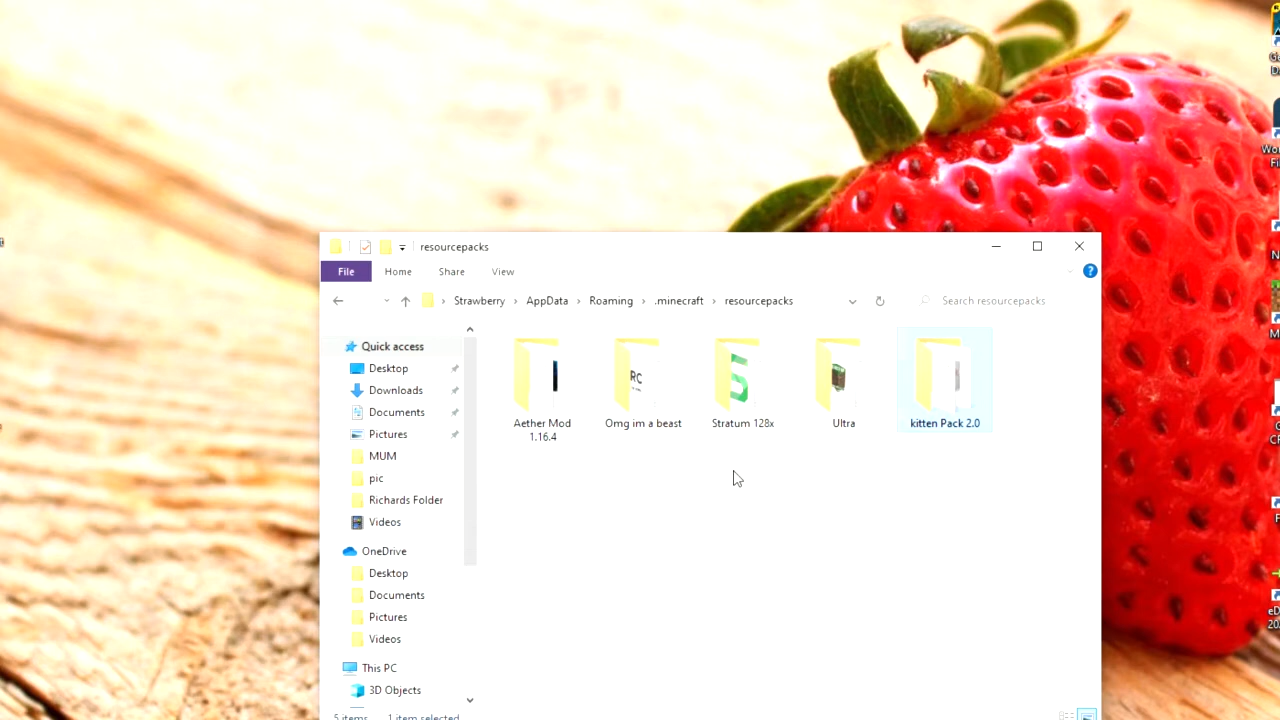 resourcepacks
File Home Share View
Strawberry › AppData › Roaming › .minecraft › resourcepacks
Search resourcepacks
Quick access
Desktop
Downloads
Documents
Pictures
MUM
pic
Richards Folder
Videos
OneDrive
Desktop
Documents
Pictures
Videos
This PC
3D Objects
Aether Mod
1.16.4
Rc
Omg im a beast
S
Stratum 128x
Ultra
kitten Pack 2.0
5 items 1 item selected